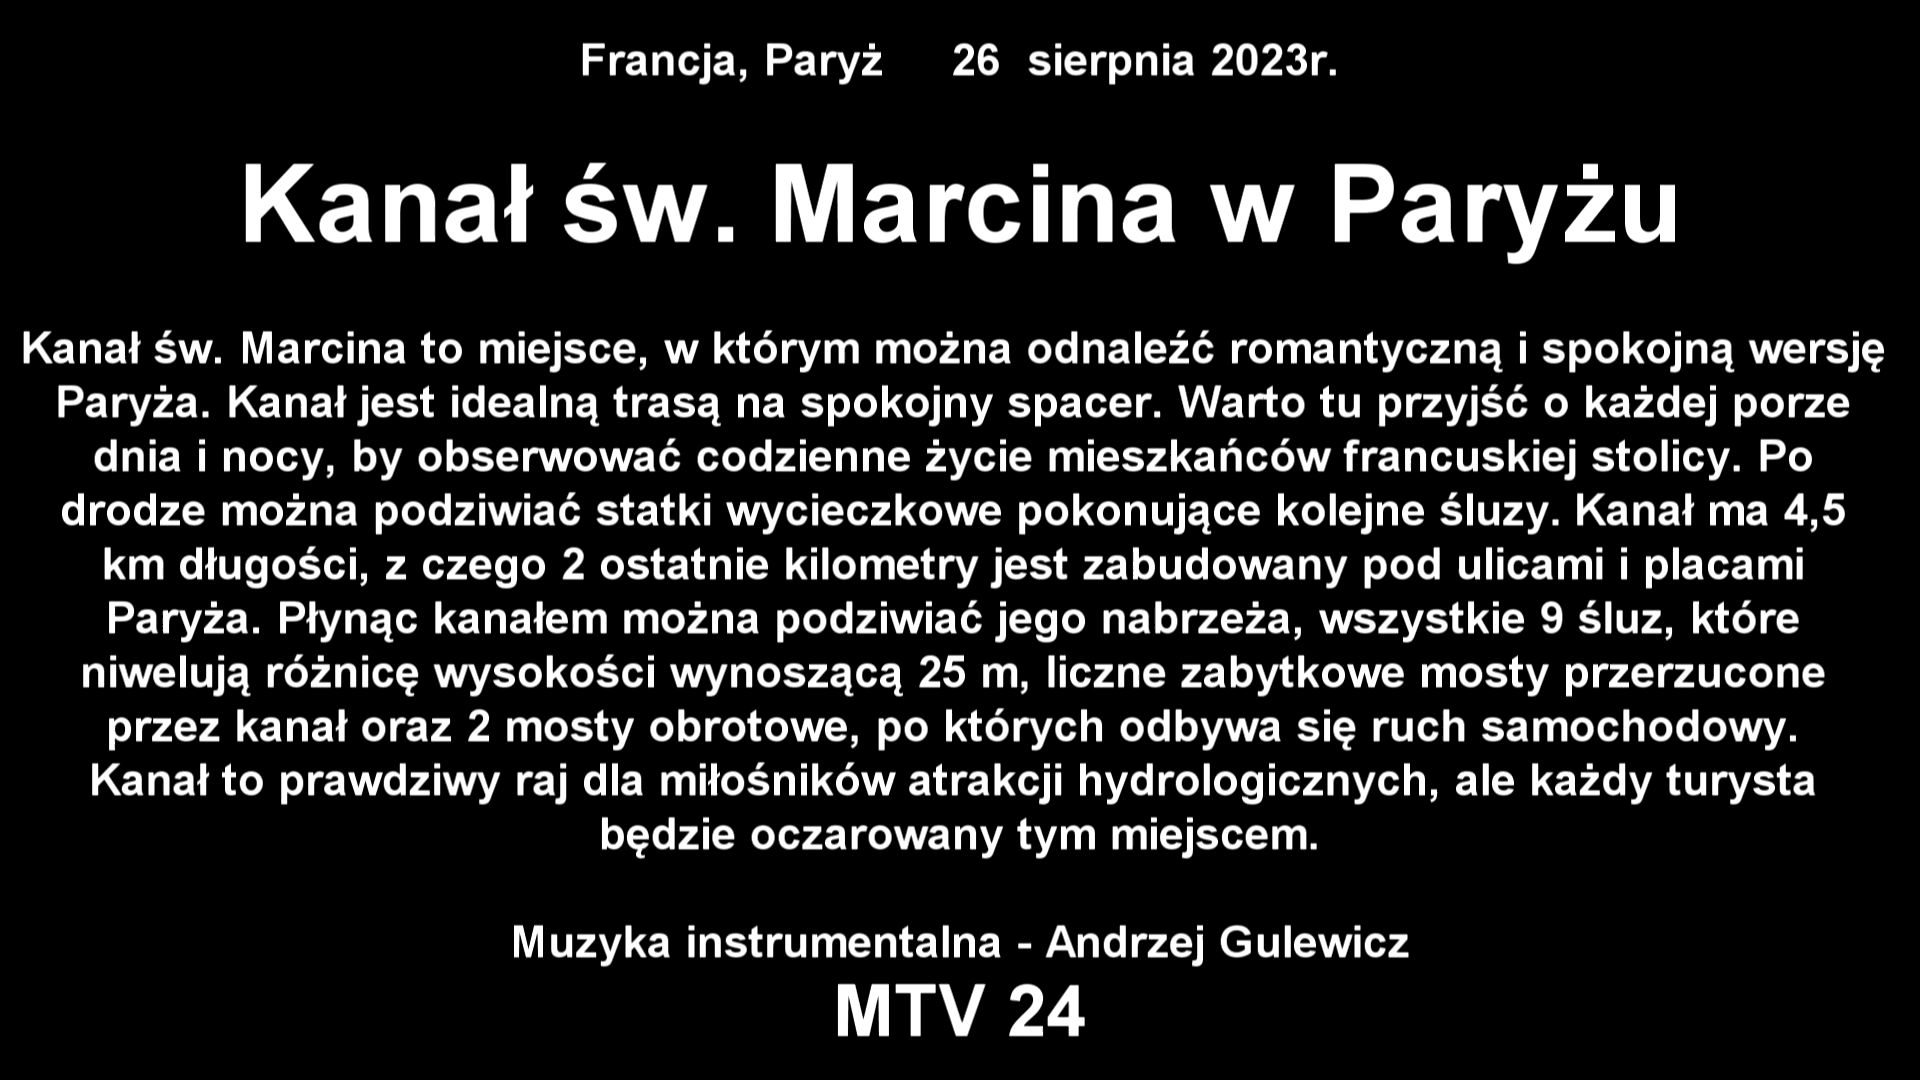 Francja, Paryż 26 sierpnia 2023r.
Kanał św. Marcina w Paryżu
Kanał św. Marcina to miejsce, w którym można odnaleźć romantyczną i spokojną wersję
Paryża. Kanał jest idealną trasą na spokojny spacer. Warto tu przyjść o każdej porze
dnia i nocy, by obserwować codzienne życie mieszkańców francuskiej stolicy. Po
drodze można podziwiać statki wycieczkowe pokonujące kolejne śluzy. Kanał ma 4,5
km długości, z czego 2 ostatnie kilometry jest zabudowany pod ulicami i placami
Paryża. Płynąc kanałem można podziwiać jego nabrzeża, wszystkie 9 śluz, które
niwelują różnicę wysokości wynoszącą 25 m, liczne zabytkowe mosty przerzucone
przez kanał oraz 2 mosty obrotowe, po których odbywa się ruch samochodowy.
Kanał to prawdziwy raj dla miłośników atrakcji hydrologicznych, ale każdy turysta
będzie oczarowany tym miejscem.
Muzyka instrumentalna - Andrzej Gulewicz
MTV 24